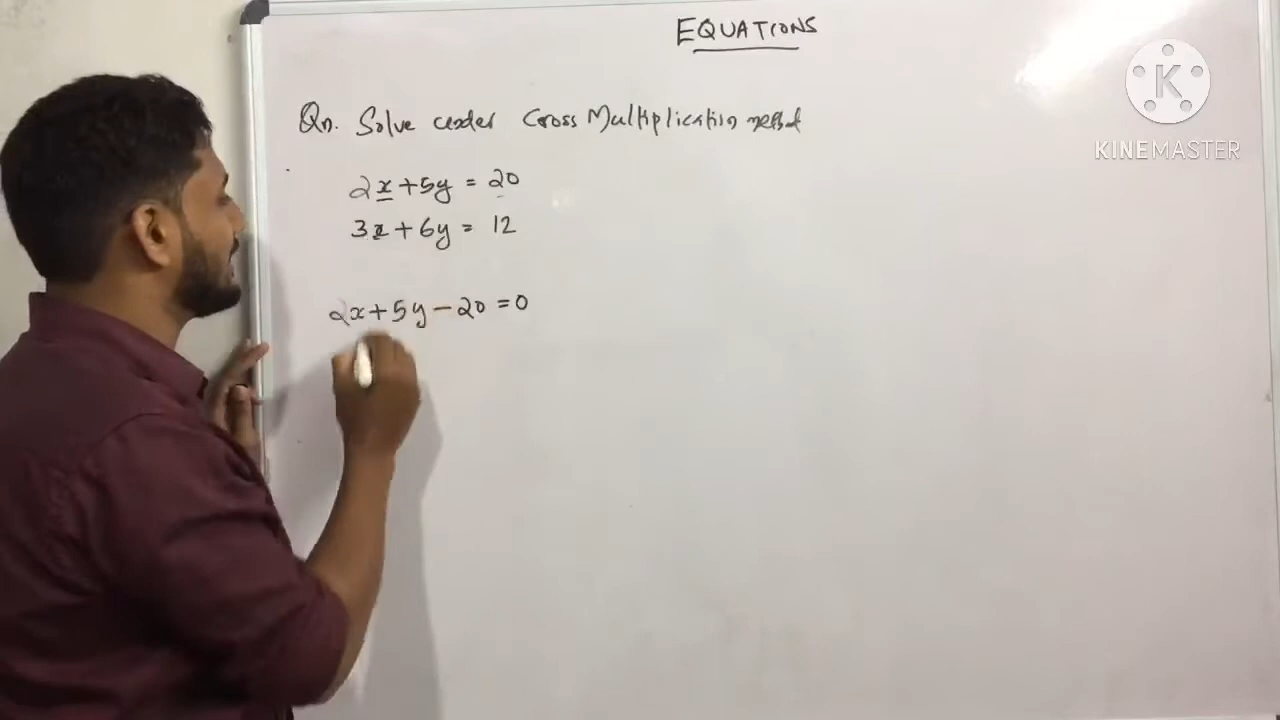 EQUATIONS
K
KINEMASTER
Qn. Solve under Cross Multiplication method
2x + 5y = 20
3x + 6y = 12
2x + 5y - 20 = 0